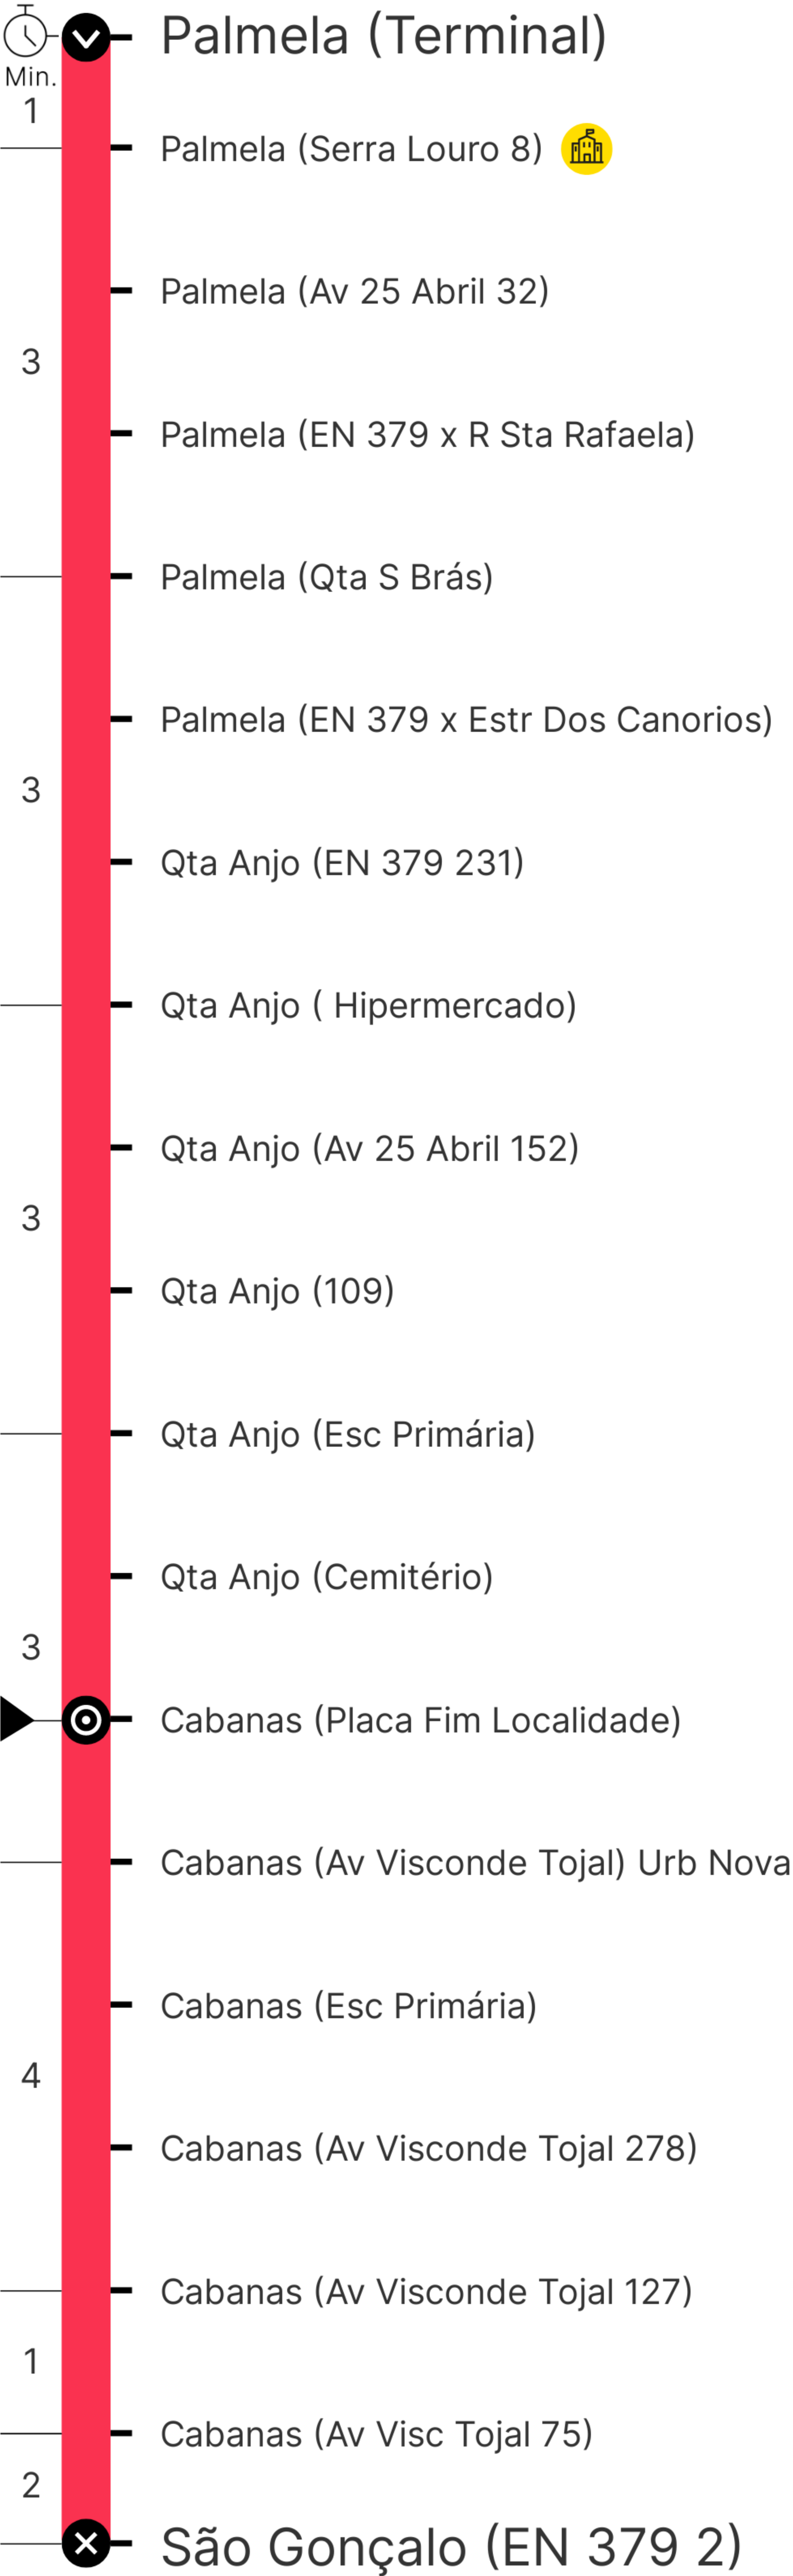 Palmela (Terminal)
Min.
1
Palmela (Serra Louro 8)
Palmela (Av 25 Abril 32)
3
Palmela (EN 379 x R Sta Rafaela)
Palmela (Qta S Brás)
Palmela (EN 379 x Estr Dos Canorios)
3
Qta Anjo (EN 379 231)
Qta Anjo ( Hipermercado)
Qta Anjo (Av 25 Abril 152)
3
Qta Anjo (109)
Qta Anjo (Esc Primária)
Qta Anjo (Cemitério)
3
Cabanas (Placa Fim Localidade)
Cabanas (Av Visconde Tojal) Urb Nova
Cabanas (Esc Primária)
4
Cabanas (Av Visconde Tojal 278)
Cabanas (Av Visconde Tojal 127)
1
Cabanas (Av Visc Tojal 75)
2
São Gonçalo (EN 379 2)